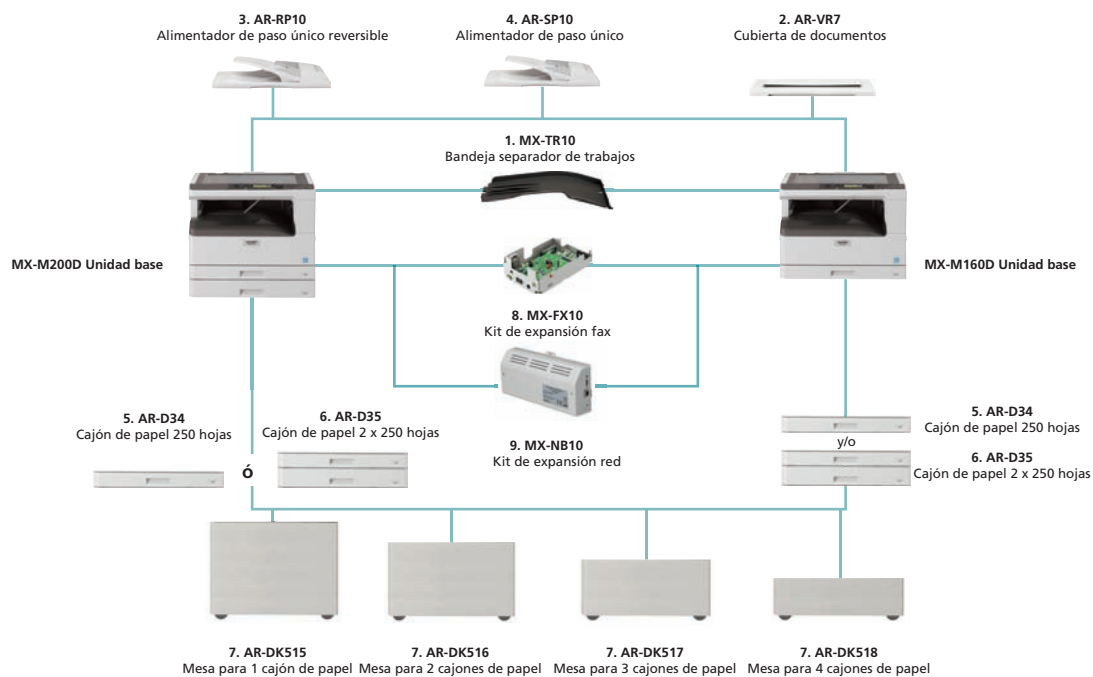 3. AR-RP10
Alimentador de paso único reversible
4. AR-SP10
Alimentador de paso único
2. AR-VR7
Cubierta de documentos
1. MX-TR10
Bandeja separador de trabajos
MX-M200D Unidad base
MX-M160D Unidad base
8. MX-FX10
Kit de expansión fax
5. AR-D34
Cajón de papel 250 hojas
Ó
6. AR-D35
Cajón de papel 2 x 250 hojas
9. MX-NB10
Kit de expansión red
5. AR-D34
Cajón de papel 250 hojas
y/o
6. AR-D35
Cajón de papel 2 x 250 hojas
7. AR-DK515
Mesa para 1 cajón de papel
7. AR-DK516
Mesa para 2 cajones de papel
7. AR-DK517
Mesa para 3 cajones de papel
7. AR-DK518
Mesa para 4 cajones de papel